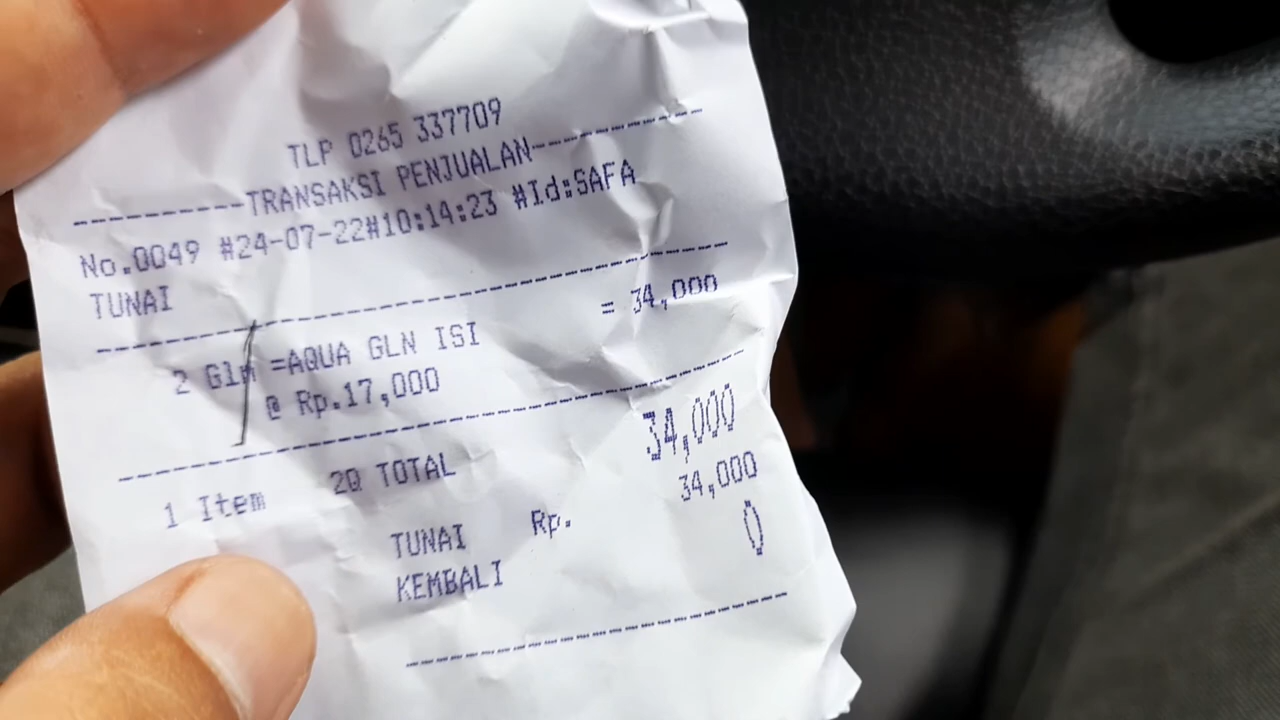 TLP 0265 337709
----------TRANSAKSI PENJUALAN----------
No.0049 #24-07-22#10:14:23 #Id:SAFA
TUNAI
2 Gln =AQUA GLN ISI = 34,000
@ Rp.17,000
1 Item 2Q TOTAL 34,000
TUNAI Rp. 34,000
KEMBALI 0